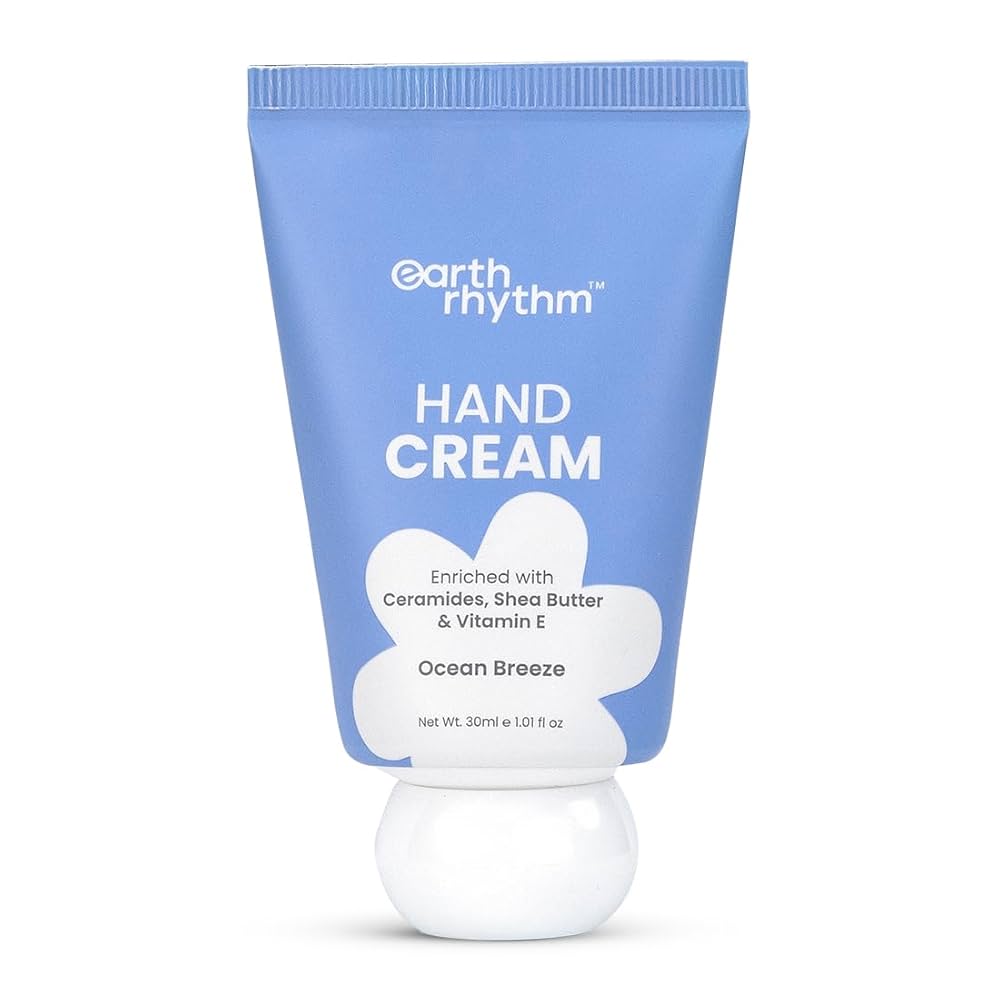 earth
rhythm™
HAND
CREAM
Enriched with
Ceramides, Shea Butter
& Vitamin E
Ocean Breeze
Net Wt. 30ml e 1.01 fl oz